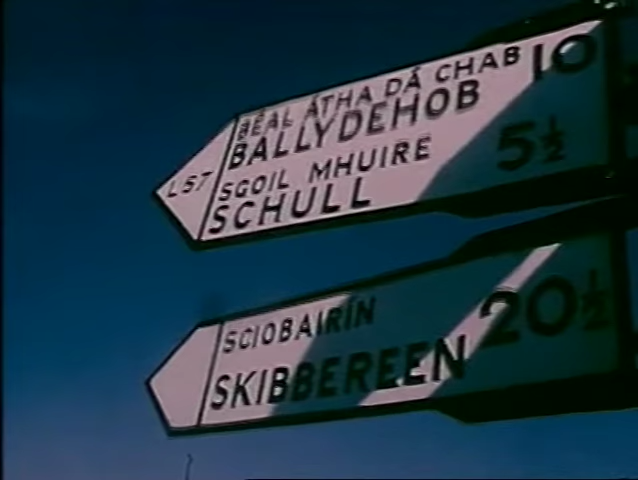 BÉAL ÁTHA DÁ CHAB 10
BALLYDEHOB
L57
SGOIL MHUIRE 5½
SCHULL
SCIOBAIRÍN 20½
SKIBBEREEN